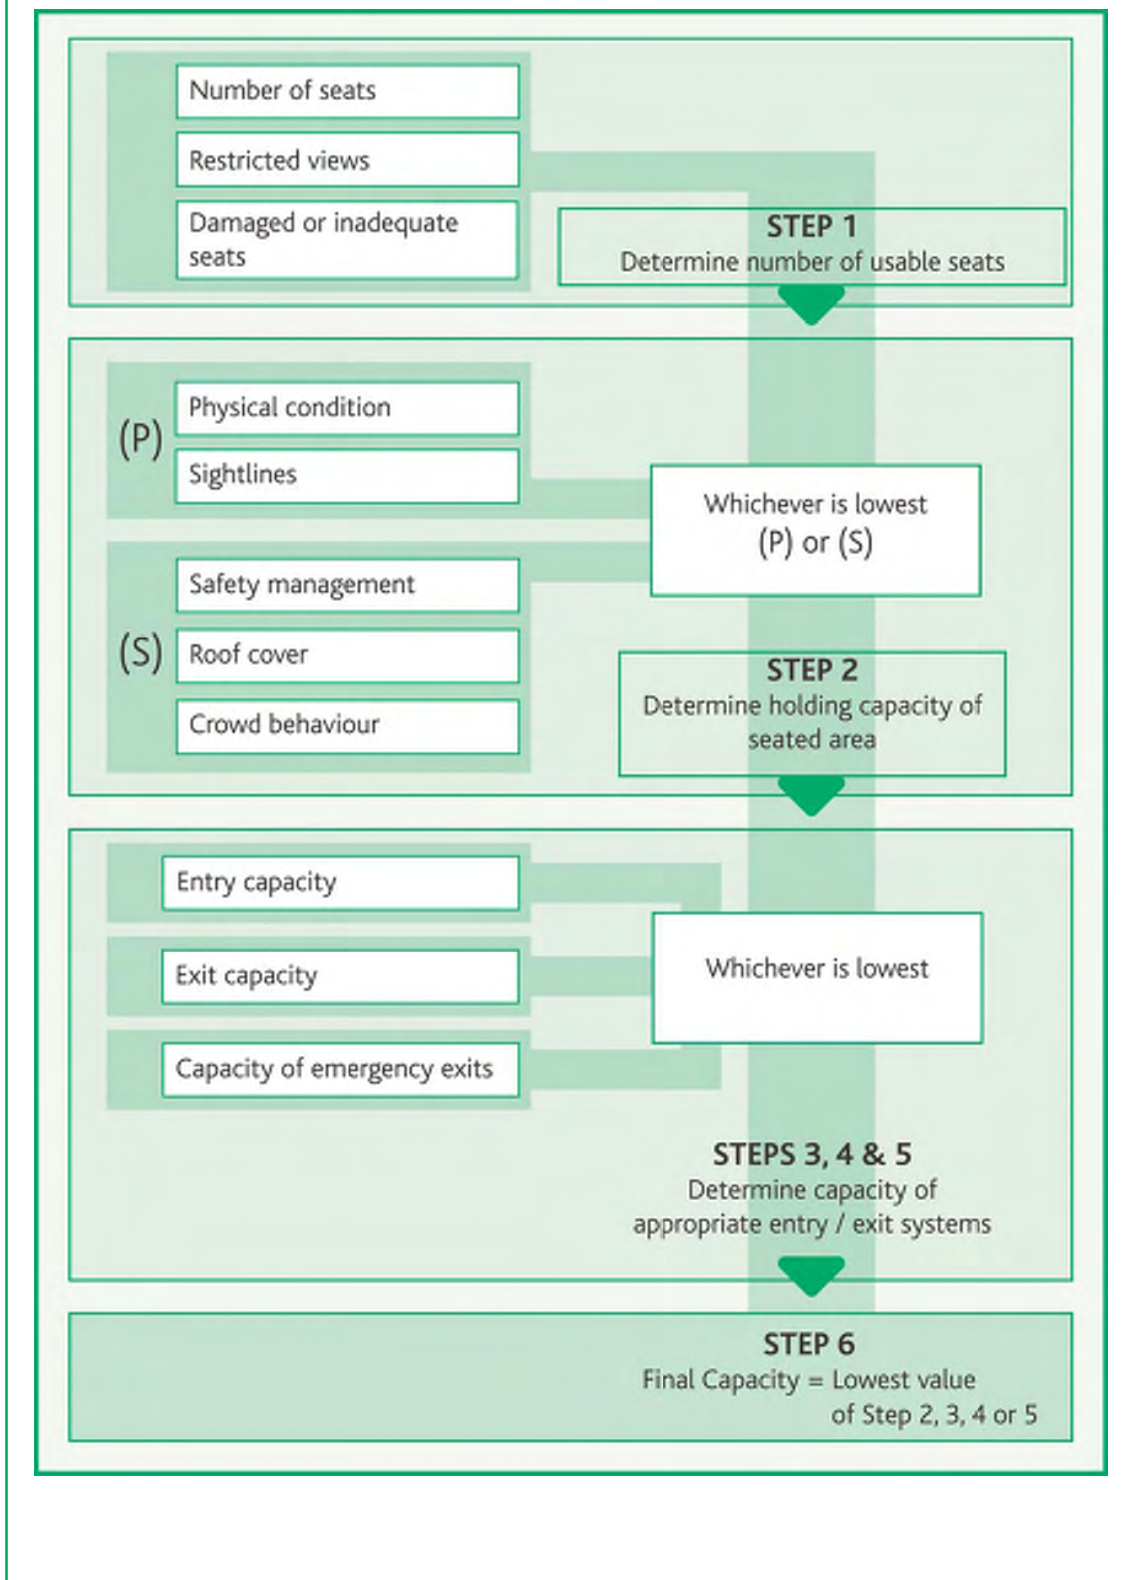 Number of seats
Restricted views
Damaged or inadequate
seats
STEP 1
Determine number of usable seats
(P)
Physical condition
Sightlines
Whichever is lowest
(P) or (S)
(S)
Safety management
Roof cover
Crowd behaviour
STEP 2
Determine holding capacity of
seated area
Entry capacity
Exit capacity
Capacity of emergency exits
Whichever is lowest
STEPS 3, 4 & 5
Determine capacity of
appropriate entry / exit systems
STEP 6
Final Capacity = Lowest value
of Step 2, 3, 4 or 5